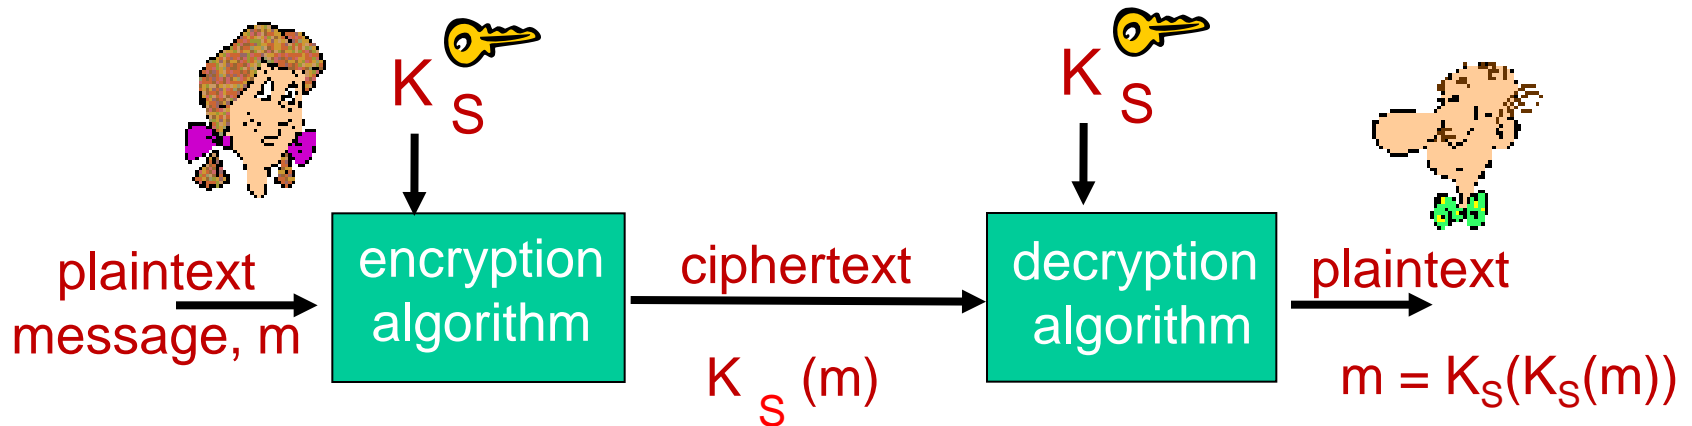 K S
K S
plaintext
message, m
encryption
algorithm
ciphertext
K S (m)
decryption
algorithm
plaintext
m = KS(KS(m))